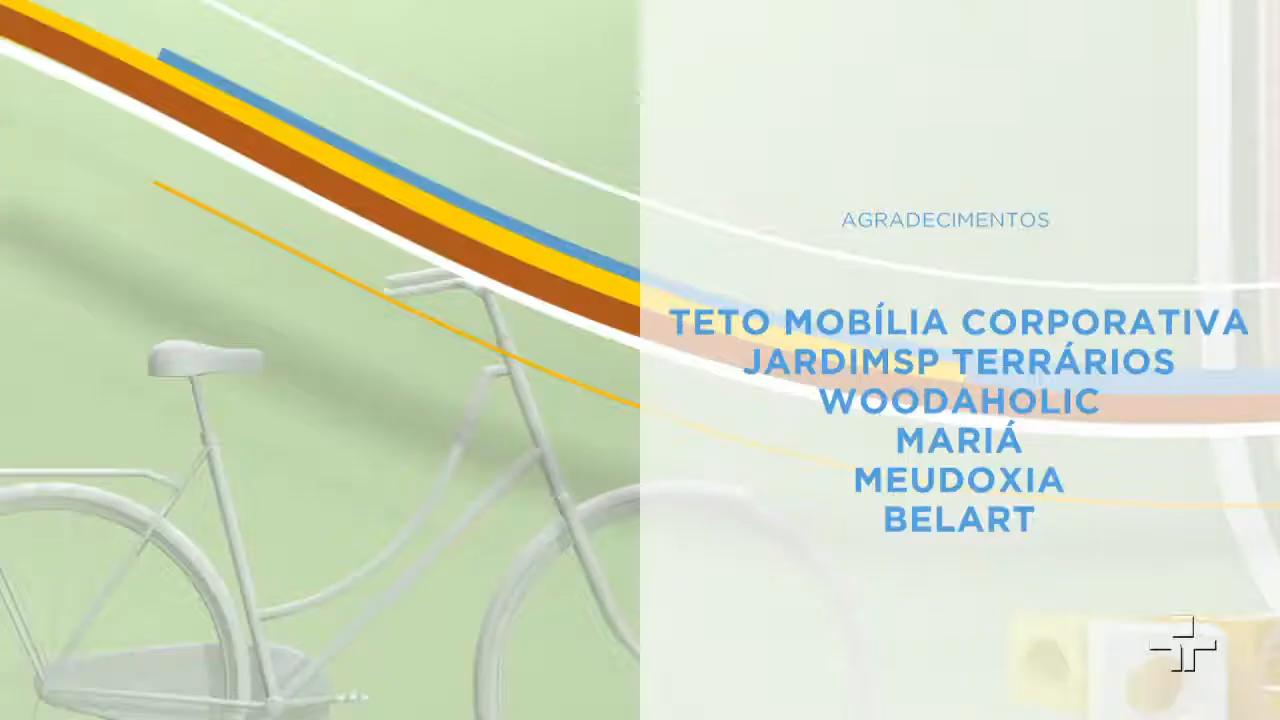 AGRADECIMENTOS
TETO MOBÍLIA CORPORATIVA
JARDIMSP TERRÁRIOS
WOODAHOLIC
MARIÁ
MEUDOXIA
BELART